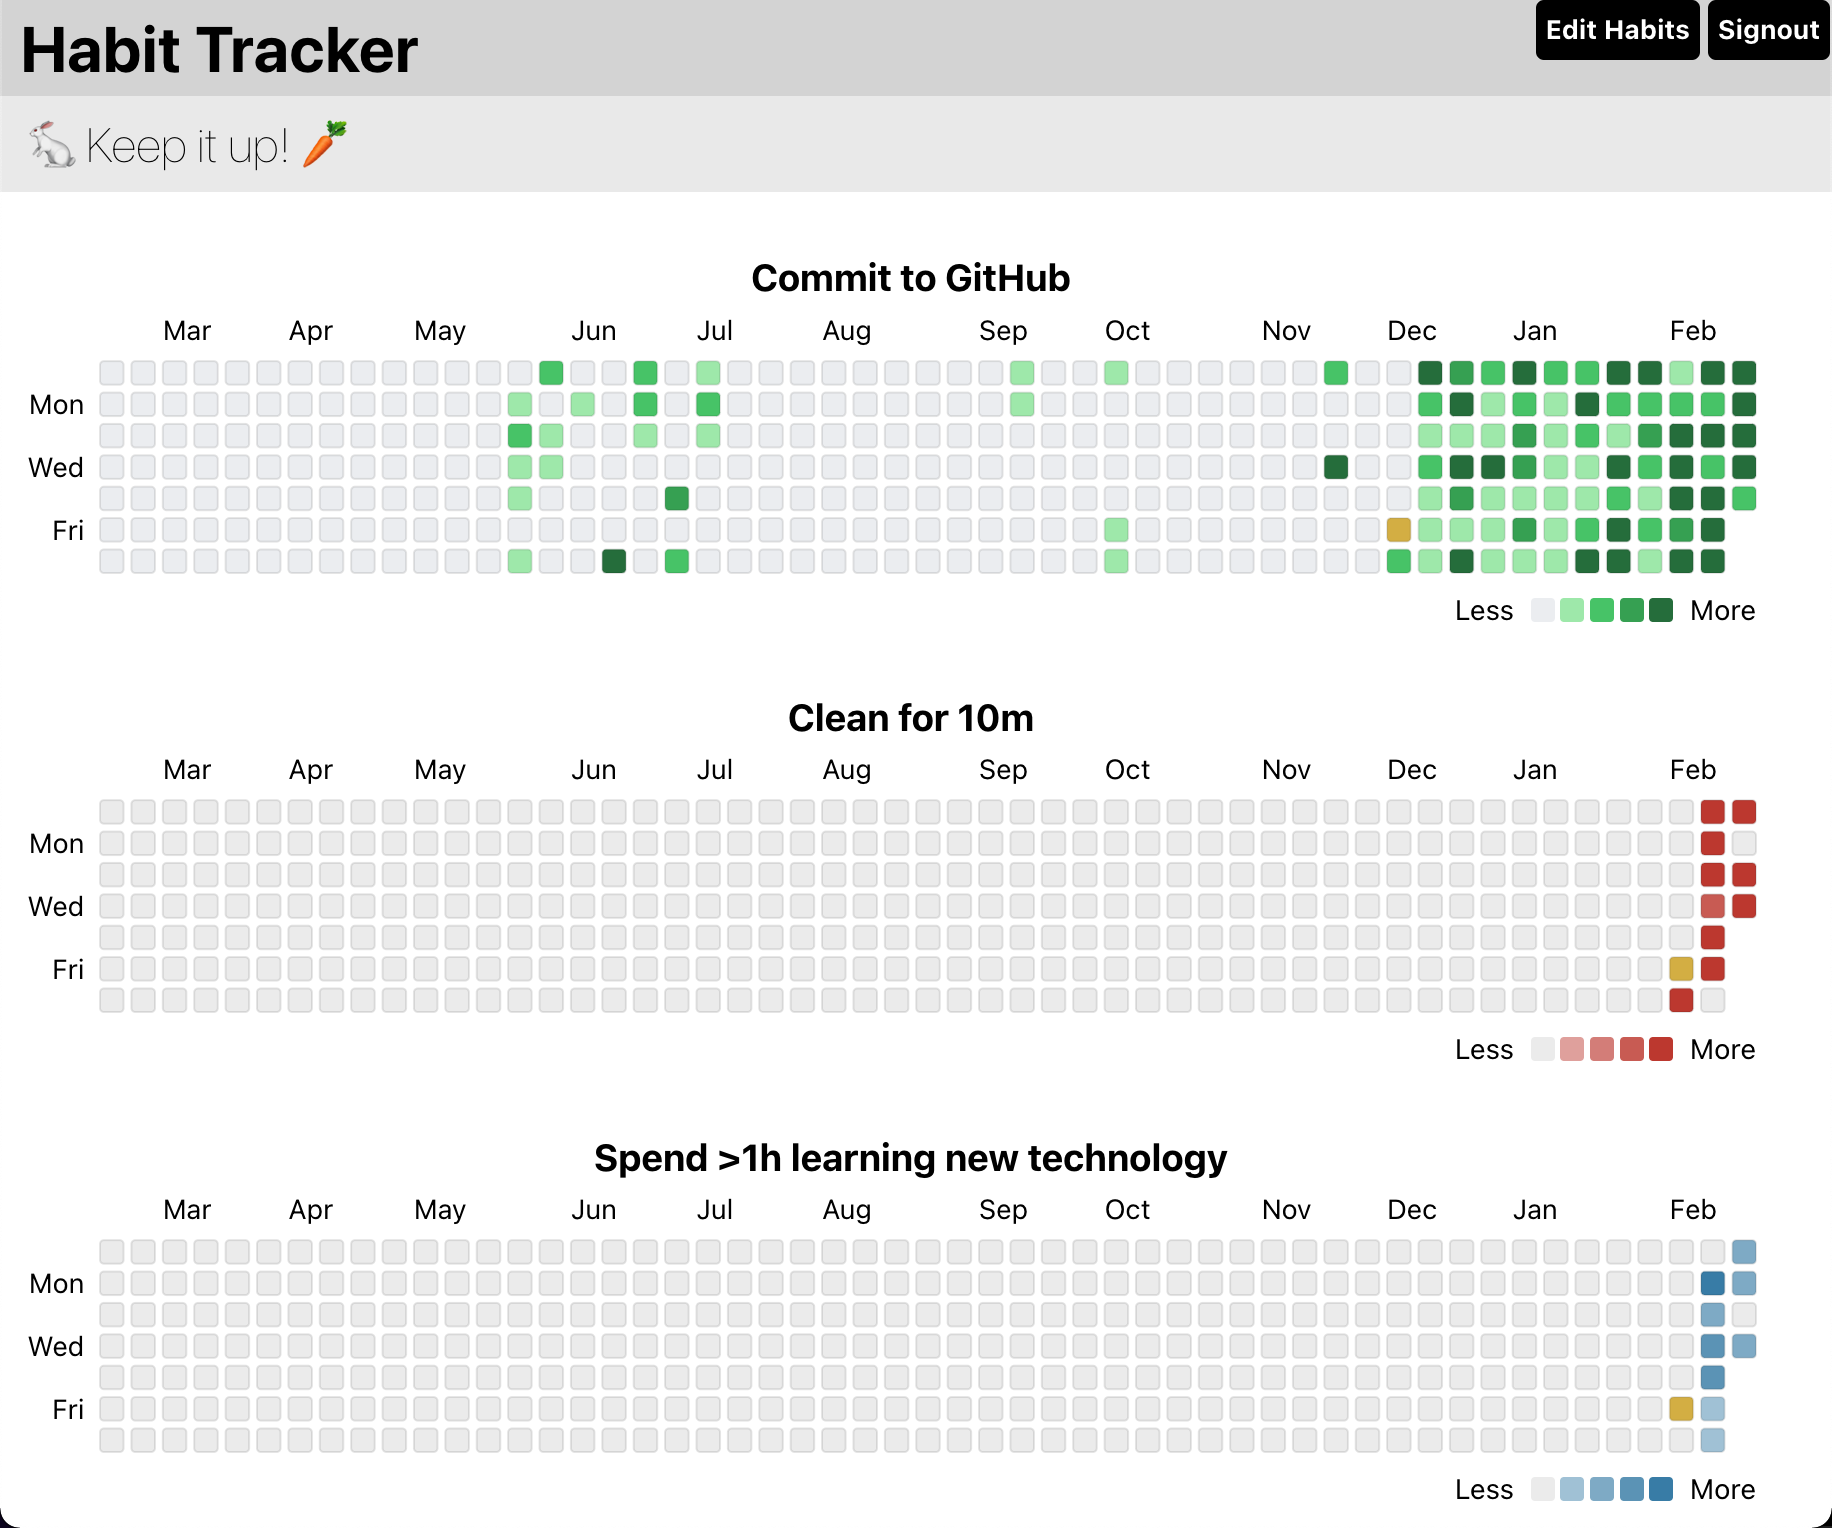 Habit Tracker
Edit Habits Signout
Keep it up!
Commit to GitHub
Mar Apr May Jun Jul Aug Sep Oct Nov Dec Jan Feb
Mon
Wed
Fri
Less More
Clean for 10m
Mar Apr May Jun Jul Aug Sep Oct Nov Dec Jan Feb
Mon
Wed
Fri
Less More
Spend >1h learning new technology
Mar Apr May Jun Jul Aug Sep Oct Nov Dec Jan Feb
Mon
Wed
Fri
Less More